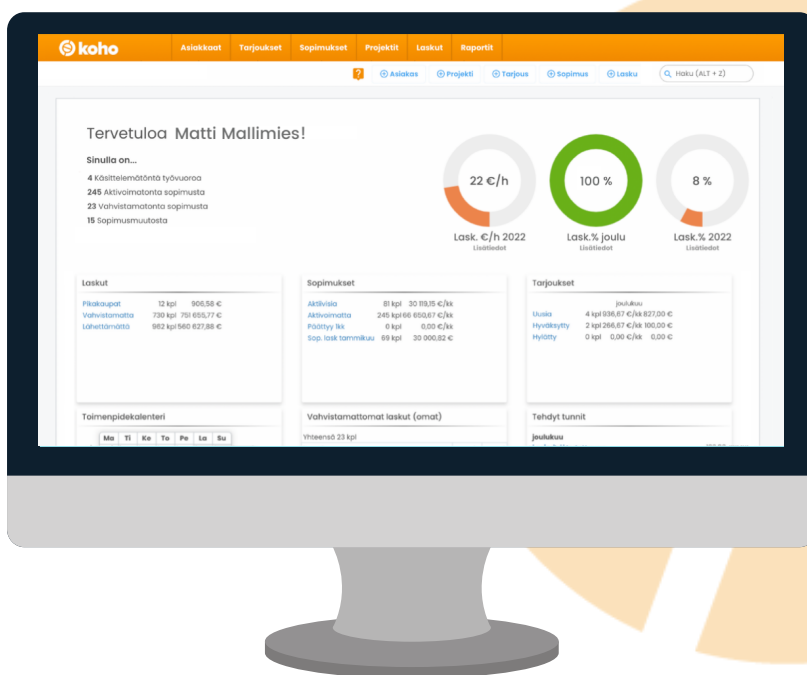 koho
Asiakkaat Tarjoukset Sopimukset Projektit Laskut Raportit
? Asiakas Projekti Tarjous Sopimus Lasku Haku (ALT + Z)
Tervetuloa Matti Mallimies!
Sinulla on...
4 Käsittelemätöntä työvuoroa
245 Aktivoimatonta sopimusta
23 Vahvistamatonta sopimusta
15 Sopimusmuutosta
22 €/h
Lask. €/h 2022
Lisätiedot
100 %
Lask.% joulu
Lisätiedot
8 %
Lask.% 2022
Lisätiedot
Laskut
Pikakaupat 12 kpl 906,58 €
Vahvistamatta 730 kpl 751 655,77 €
Lähettämättä 962 kpl 560 627,88 €
Sopimukset
Aktiivisia 81 kpl 30 119,15 €/kk
Aktivoimatta 245 kpl 66 650,67 €/kk
Päättyy 1kk 0 kpl 0,00 €/kk
Sop. lask tammikuu 69 kpl 30 000,82 €
Tarjoukset
joulukuu
Uusia 4 kpl 936,67 €/kk 827,00 €
Hyväksytty 2 kpl 266,67 €/kk 100,00 €
Hylätty 0 kpl 0,00 €/kk 0,00 €
Toimenpidekalenteri
Ma Ti Ke To Pe La Su
Vahvistamattomat laskut (omat)
Yhteensä 23 kpl
Tehdyt tunnit
joulukuu